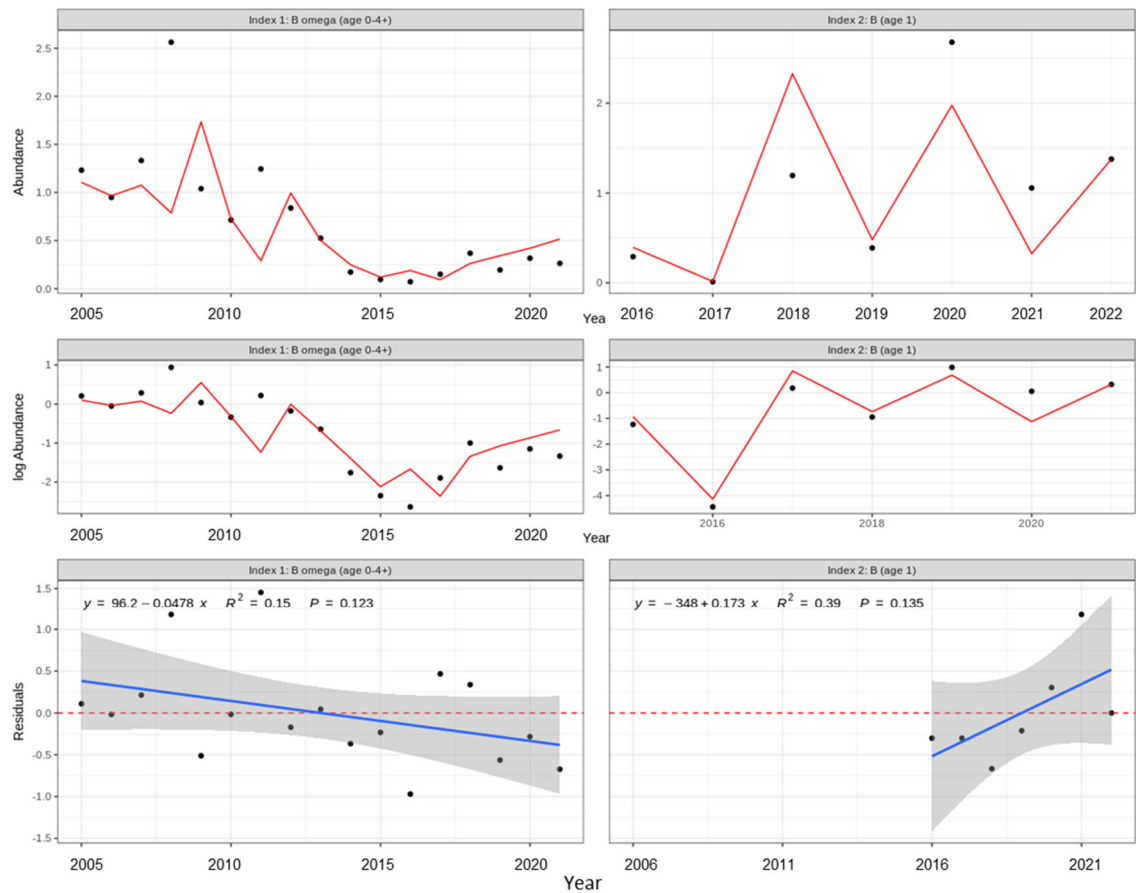 Index 1: B omega (age 0-4+)
Index 2: B (age 1)
Abundance
2.5
2.0
1.5
1.0
0.5
0.0
2
1
0
2005 2010 2015 2020
Yea
2016 2017 2018 2019 2020 2021 2022
Index 1: B omega (age 0-4+)
Index 2: B (age 1)
log Abundance
1
0
-1
-2
1
0
-1
-2
-3
-4
2005 2010 2015 2020
Year
2016 2018 2020
Index 1: B omega (age 0-4+)
Index 2: B (age 1)
Residuals
1.5
1.0
0.5
0.0
-0.5
-1.0
-1.5
y = 96.2 − 0.0478 x R² = 0.15 P = 0.123
y = −348 + 0.173 x R² = 0.39 P = 0.135
2005 2010 2015 2020
2006 2011 2016 2021
Year